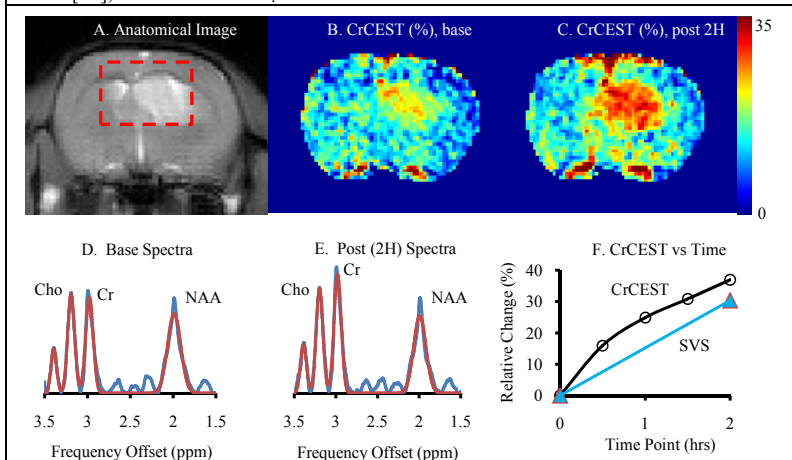 A. Anatomical Image
B. CrCEST (%), base
C. CrCEST (%), post 2H
35
0
D. Base Spectra
Cho
Cr
NAA
3.5 3 2.5 2 1.5
Frequency Offset (ppm)
E. Post (2H) Spectra
Cho
Cr
NAA
3.5 3 2.5 2 1.5
Frequency Offset (ppm)
F. CrCEST vs Time
Relative Change (%)
40
30
20
10
0
CrCEST
SVS
0 1 2
Time Point (hrs)